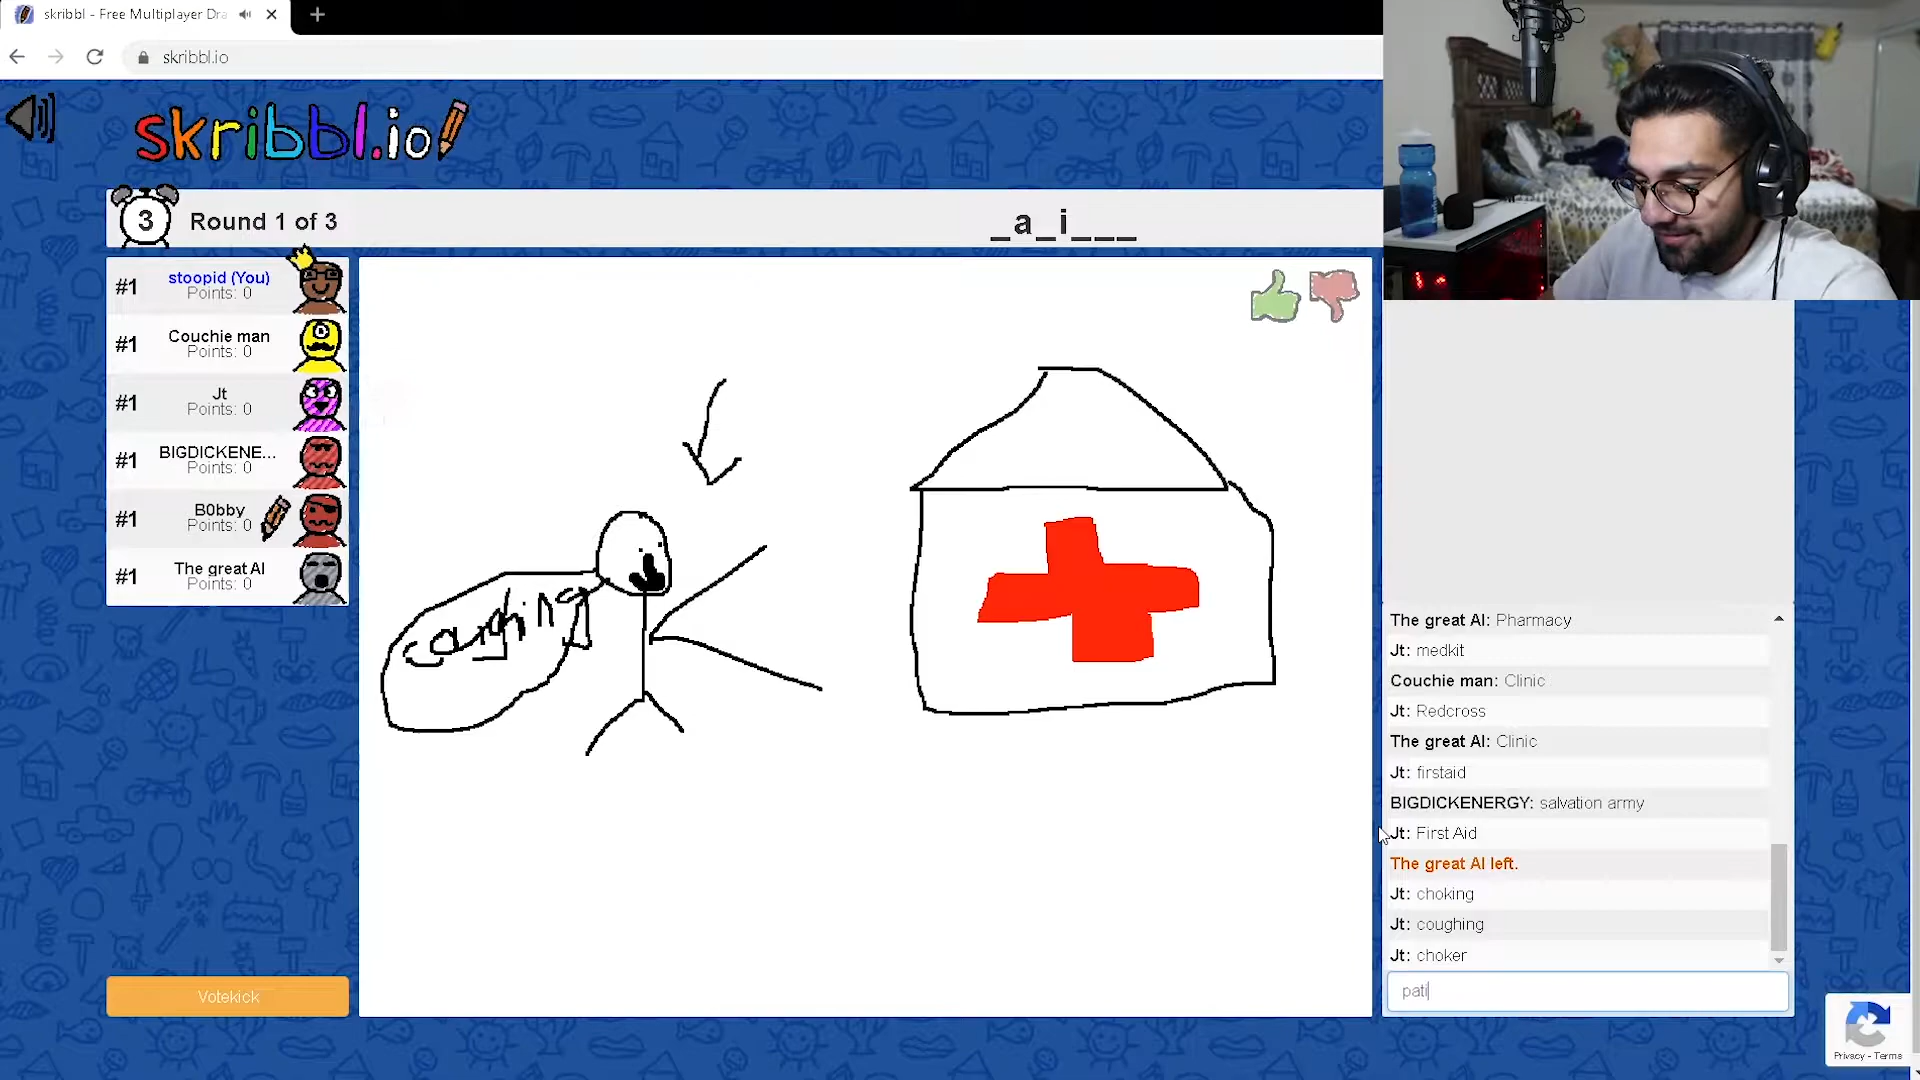 skribbl - Free Multiplayer Dra
skribbl.io
skribbl.io
3
Round 1 of 3
_a_i___
#1
stoopid (You)
Points: 0
#1
Couchie man
Points: 0
#1
Jt
Points: 0
#1
BIGDICKENE...
Points: 0
#1
B0bby
Points: 0
#1
The great AI
Points: 0
coughing
Votekick
The great AI: Pharmacy
Jt: medkit
Couchie man: Clinic
Jt: Redcross
The great AI: Clinic
Jt: firstaid
BIGDICKENERGY: salvation army
Jt: First Aid
The great AI left.
Jt: choking
Jt: coughing
Jt: choker
pati
Privacy - Terms